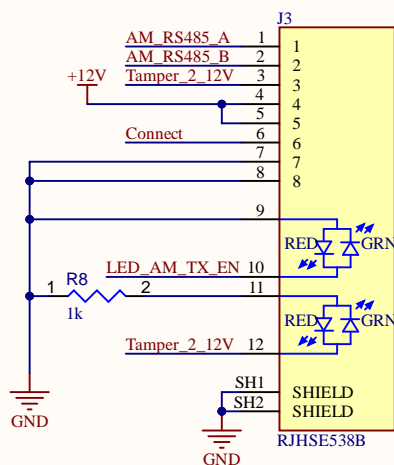 J3
AM_RS485_A 1 1
AM_RS485_B 2 2
Tamper_2_12V 3 3
+12V 4 4
5 5
Connect 6 6
7 7
8 8
9
RED GRN
LED_AM_TX_EN 10
1 R8 2 11
1k
RED GRN
Tamper_2_12V 12
SH1 SHIELD
SH2 SHIELD
GND
RJHSE538B
GND